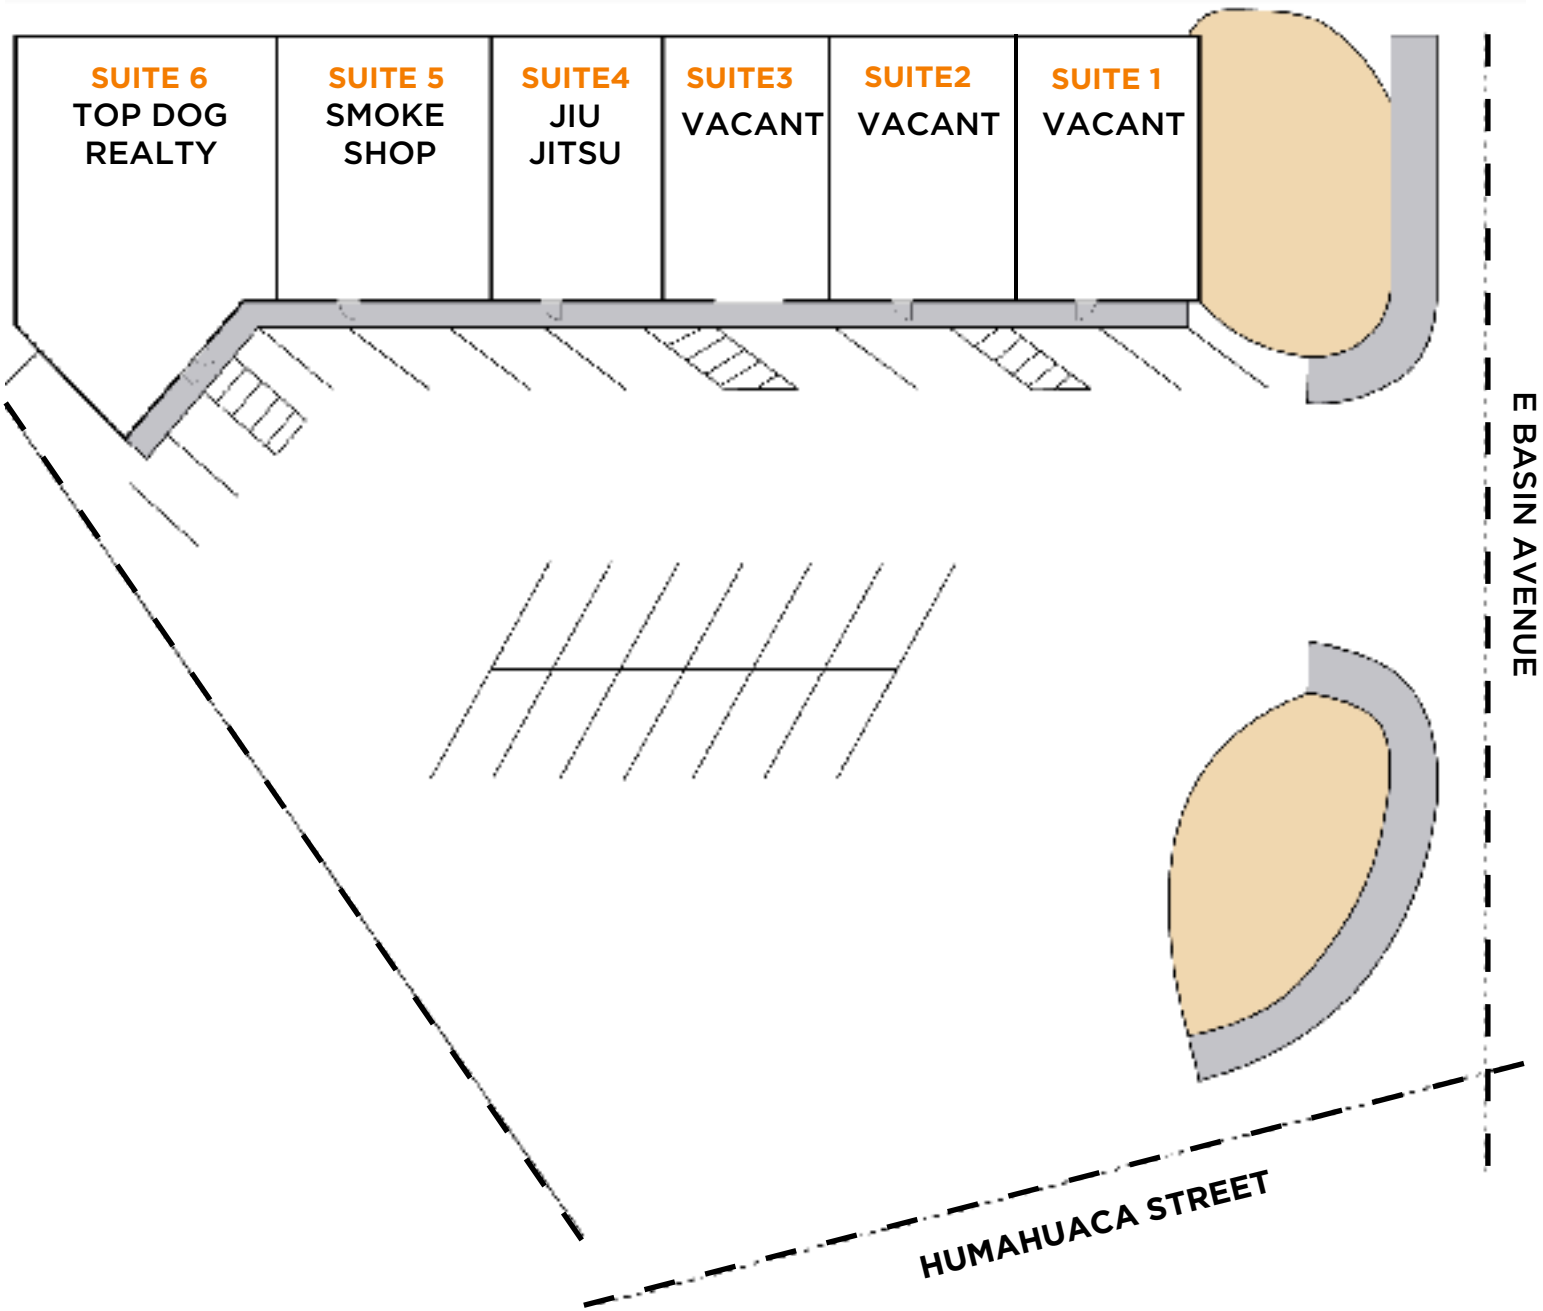 SUITE 6
TOP DOG
REALTY
SUITE 5
SMOKE
SHOP
SUITE4
JIU
JITSU
SUITE3
VACANT
SUITE2
VACANT
SUITE 1
VACANT
E BASIN AVENUE
HUMAHUACA STREET